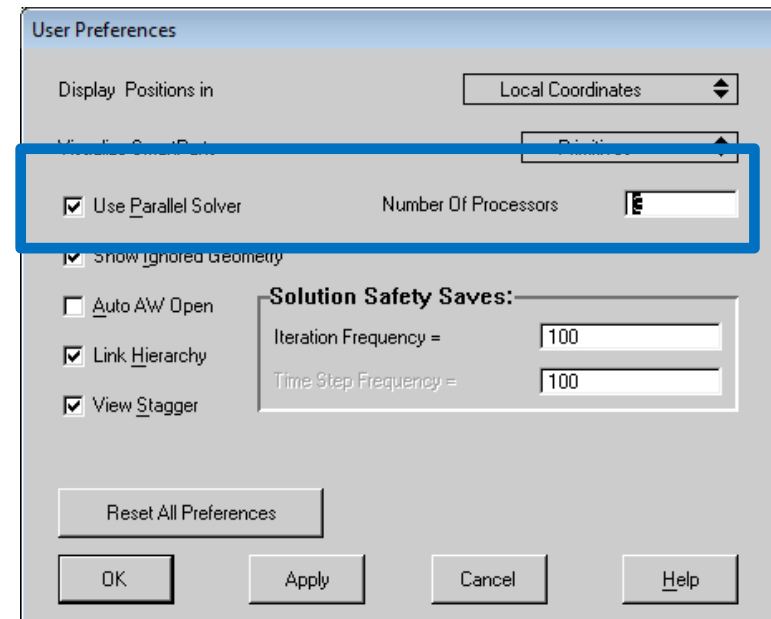 User Preferences
Display Positions in Local Coordinates
Use Parallel Solver Number Of Processors
Show Ignored Geometry
Auto AW Open Solution Safety Saves:
Iteration Frequency = 100
Link Hierarchy
Time Step Frequency = 100
View Stagger
Reset All Preferences
OK Apply Cancel Help